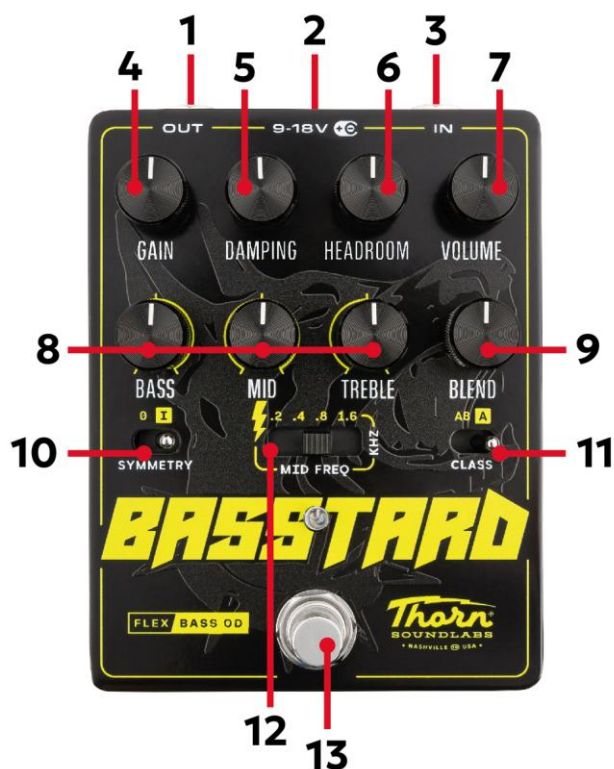 1 2 3
4 5 6 7
OUT 9-18V IN
GAIN DAMPING HEADROOM VOLUME
8 9
BASS MID TREBLE BLEND
0 I .2 .4 .8 1.6 KHZ AB A
10 SYMMETRY MID FREQ CLASS 11
BASSTARD
FLEX BASS OD
Thorn®
SOUNDLABS
• NASHVILLE USA •
12 13